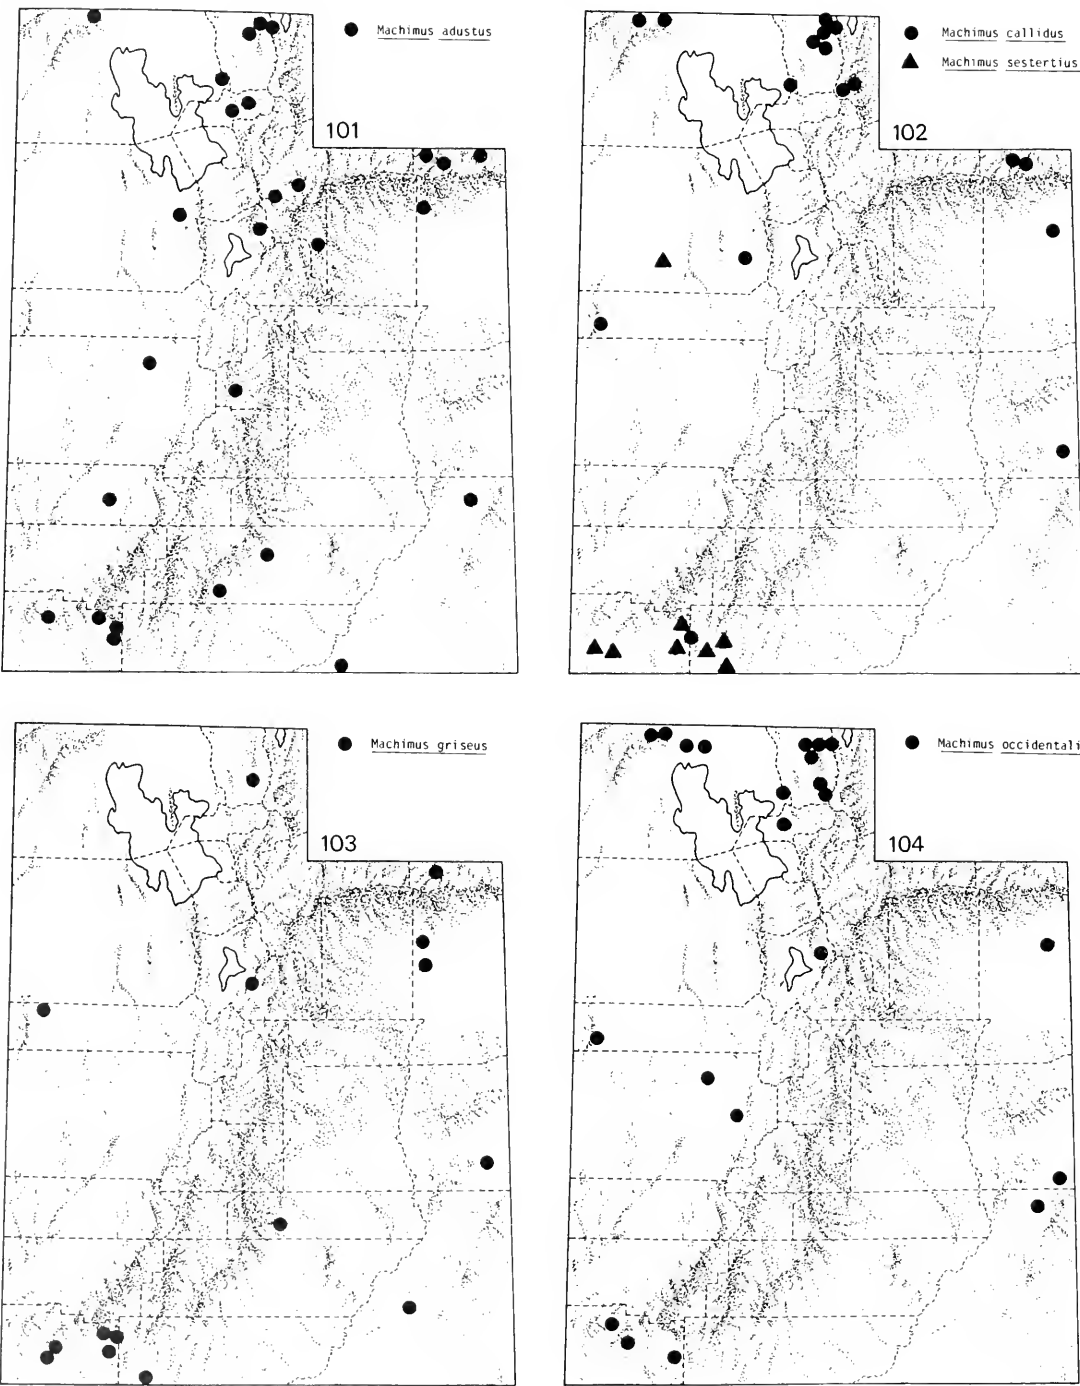 Machimus adustus
101
Machimus callidus
Machimus sestertius
102
Machimus griseus
103
Machimus occidentali
104